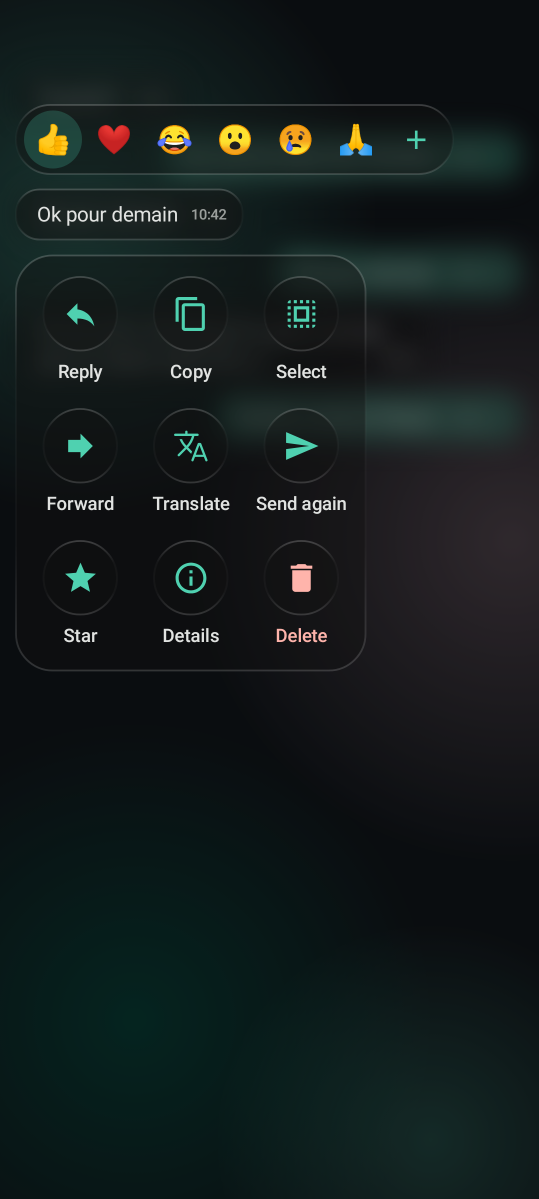 Ok pour demain 10:42
Reply Copy Select
Forward Translate Send again
Star Details Delete